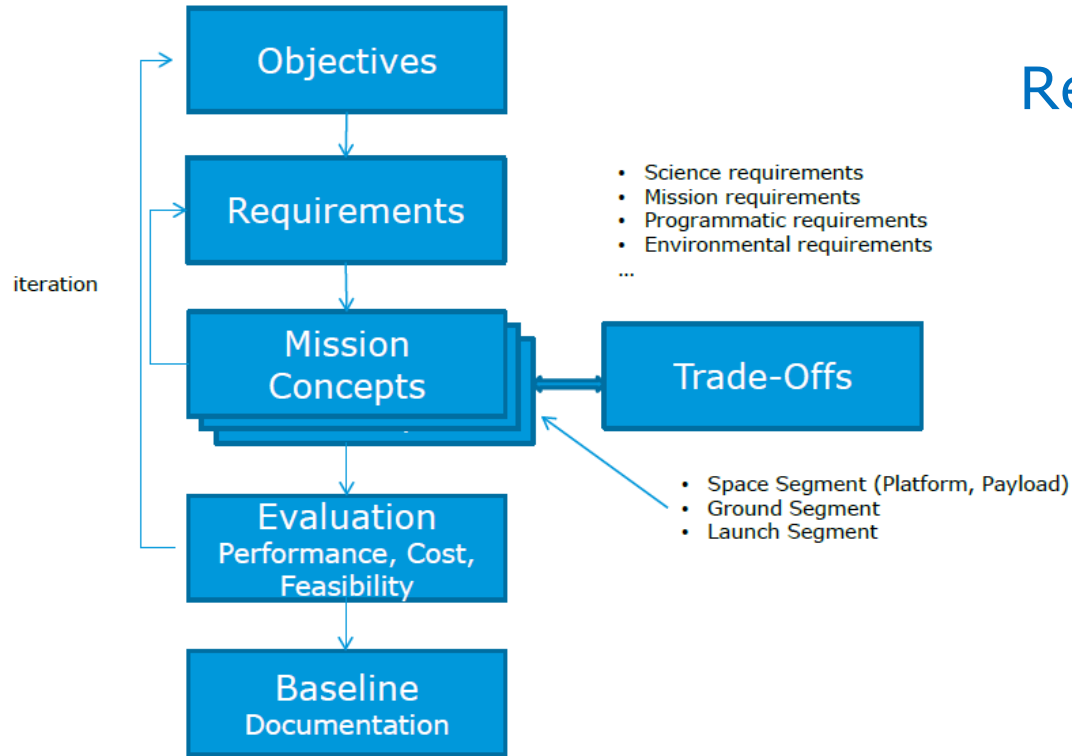 Objectives
Re
Requirements
• Science requirements
• Mission requirements
• Programmatic requirements
• Environmental requirements
...
iteration
Mission
Concepts
Trade-Offs
• Space Segment (Platform, Payload)
• Ground Segment
• Launch Segment
Evaluation
Performance, Cost,
Feasibility
Baseline
Documentation